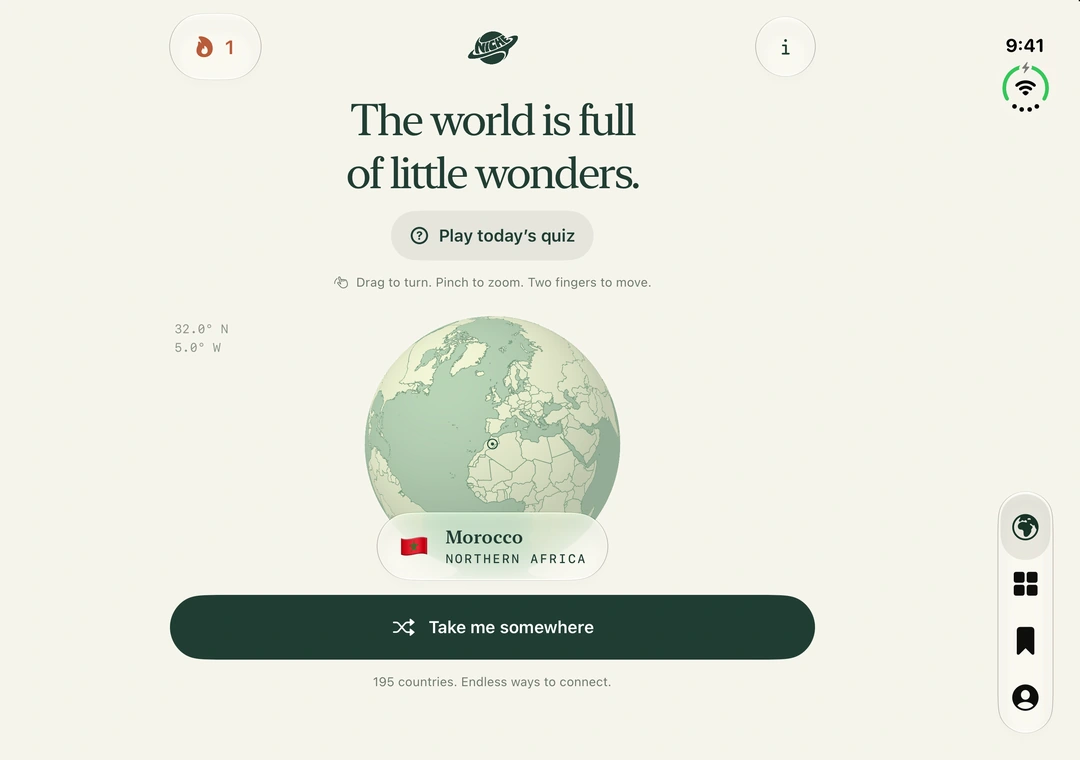 1
NICHE
i
9:41
The world is full
of little wonders.
Play today's quiz
Drag to turn. Pinch to zoom. Two fingers to move.
32.0° N
5.0° W
Morocco
NORTHERN AFRICA
Take me somewhere
195 countries. Endless ways to connect.